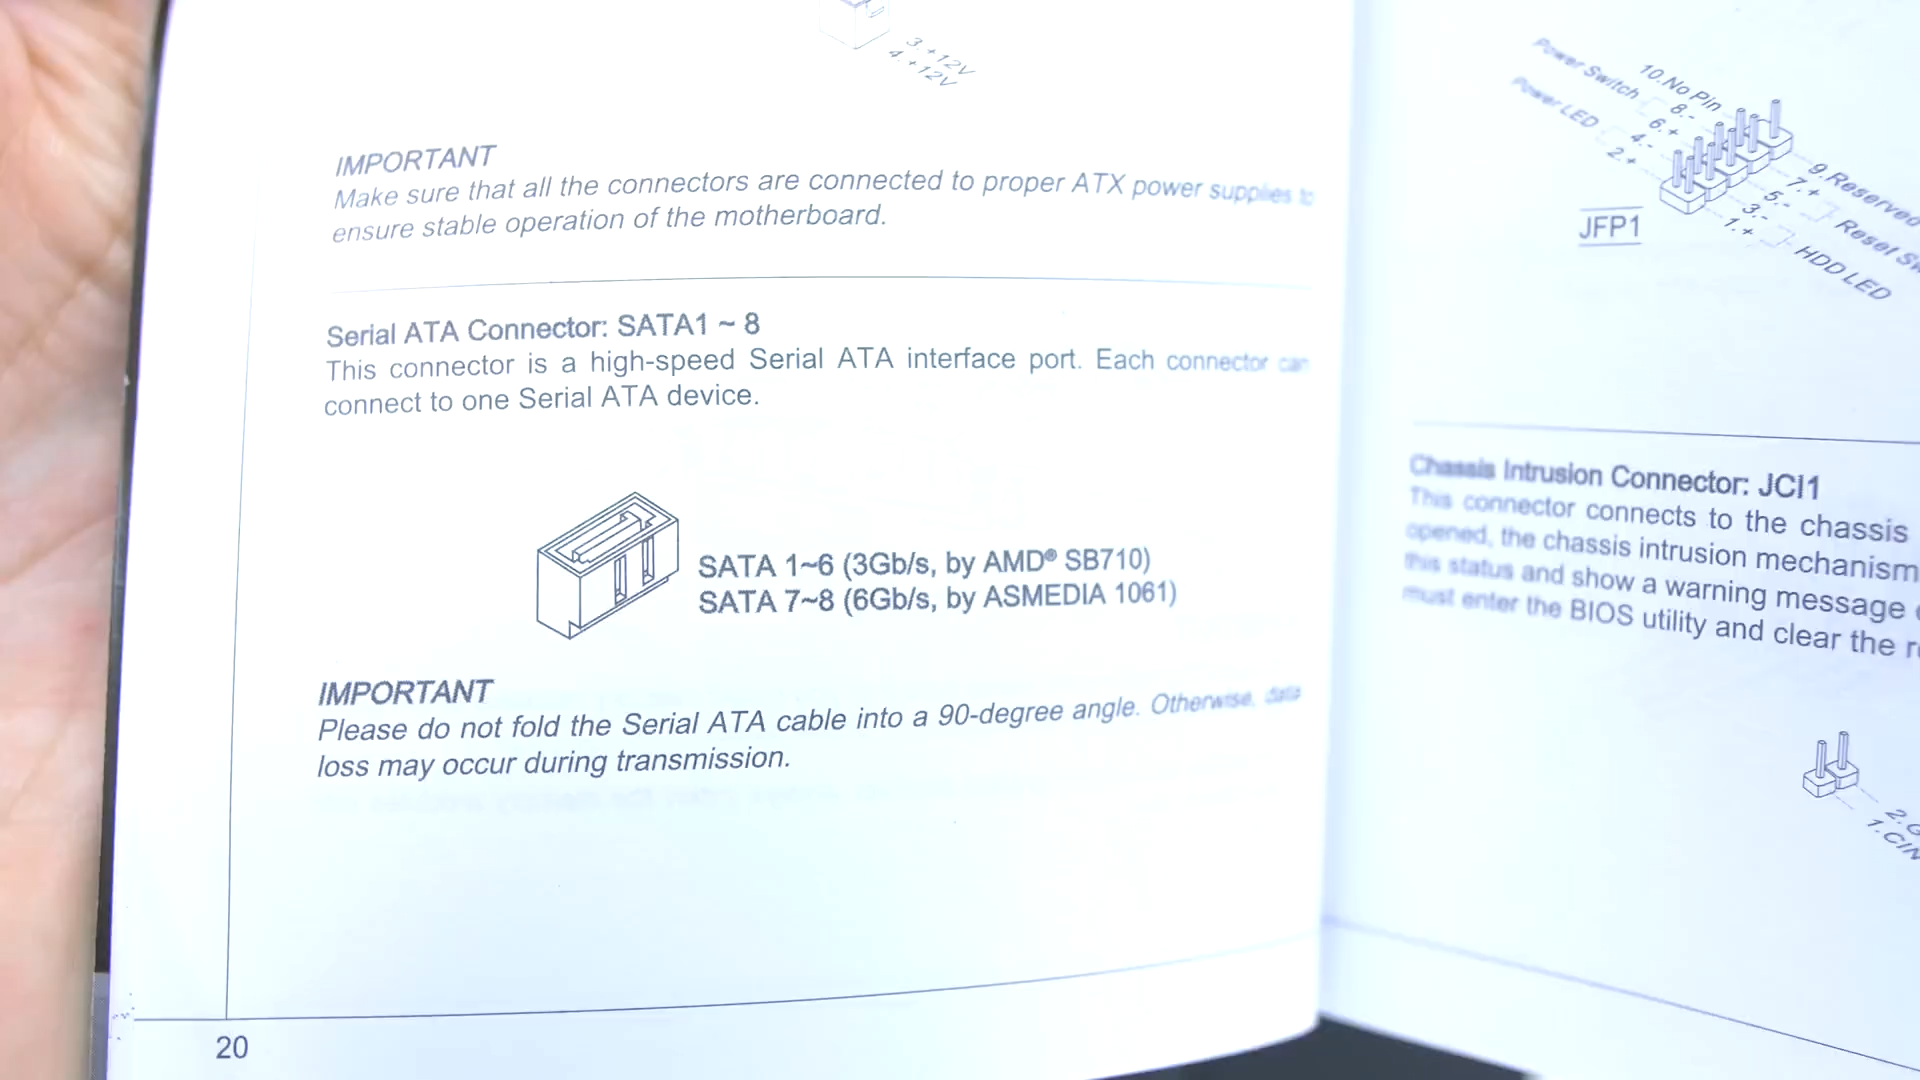 3.+12V
4.+12V
IMPORTANT
Make sure that all the connectors are connected to proper ATX power supplies to
ensure stable operation of the motherboard.
Serial ATA Connector: SATA1 ~ 8
This connector is a high-speed Serial ATA interface port. Each connector can
connect to one Serial ATA device.
SATA 1~6 (3Gb/s, by AMD® SB710)
SATA 7~8 (6Gb/s, by ASMEDIA 1061)
IMPORTANT
Please do not fold the Serial ATA cable into a 90-degree angle. Otherwise, data
loss may occur during transmission.
20
10.No Pin
Power Switch
8.-
6.+
Power LED
4.-
2.+
9.Reserved
7.+
5.-
Reset Sw
3.-
1.+
HDD LED
JFP1
Chassis Intrusion Connector: JCI1
This connector connects to the chassis
opened, the chassis intrusion mechanism
this status and show a warning message
must enter the BIOS utility and clear the
2.G
1.CIN